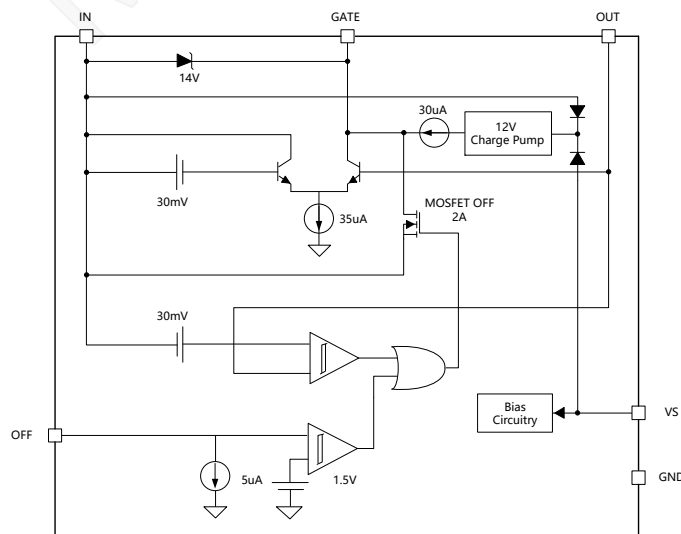 IN
GATE
OUT
14V
30uA
12V
Charge Pump
30mV
35uA
MOSFET OFF
2A
30mV
Bias
Circuitry
VS
OFF
5uA
1.5V
GND